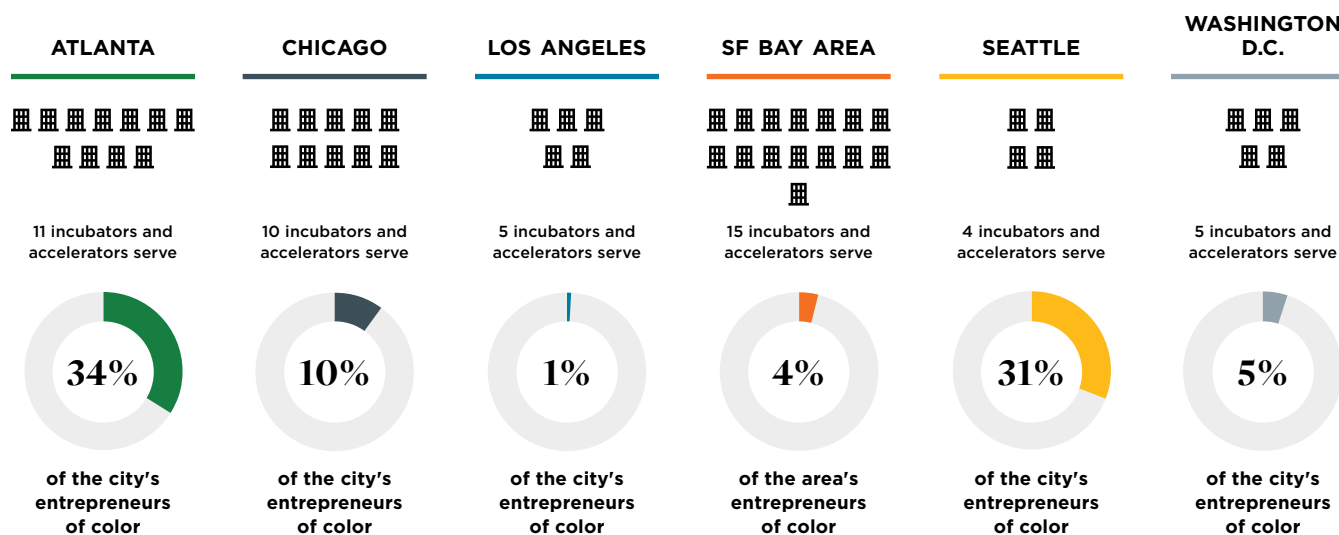 ATLANTA
11 incubators and
accelerators serve
34%
of the city's
entrepreneurs
of color
CHICAGO
10 incubators and
accelerators serve
10%
of the city's
entrepreneurs
of color
LOS ANGELES
5 incubators and
accelerators serve
1%
of the city's
entrepreneurs
of color
SF BAY AREA
15 incubators and
accelerators serve
4%
of the area's
entrepreneurs
of color
SEATTLE
4 incubators and
accelerators serve
31%
of the city's
entrepreneurs
of color
WASHINGTON
D.C.
5 incubators and
accelerators serve
5%
of the city's
entrepreneurs
of color